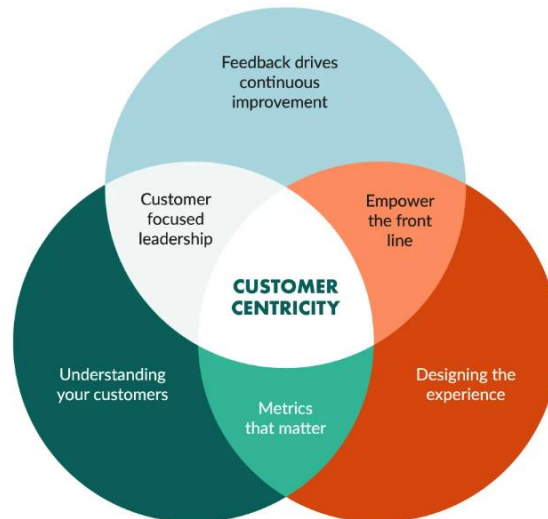 Feedback drives
continuous
improvement
Customer
focused
leadership
Empower
the front
line
CUSTOMER
CENTRICITY
Understanding
your customers
Metrics
that matter
Designing the
experience